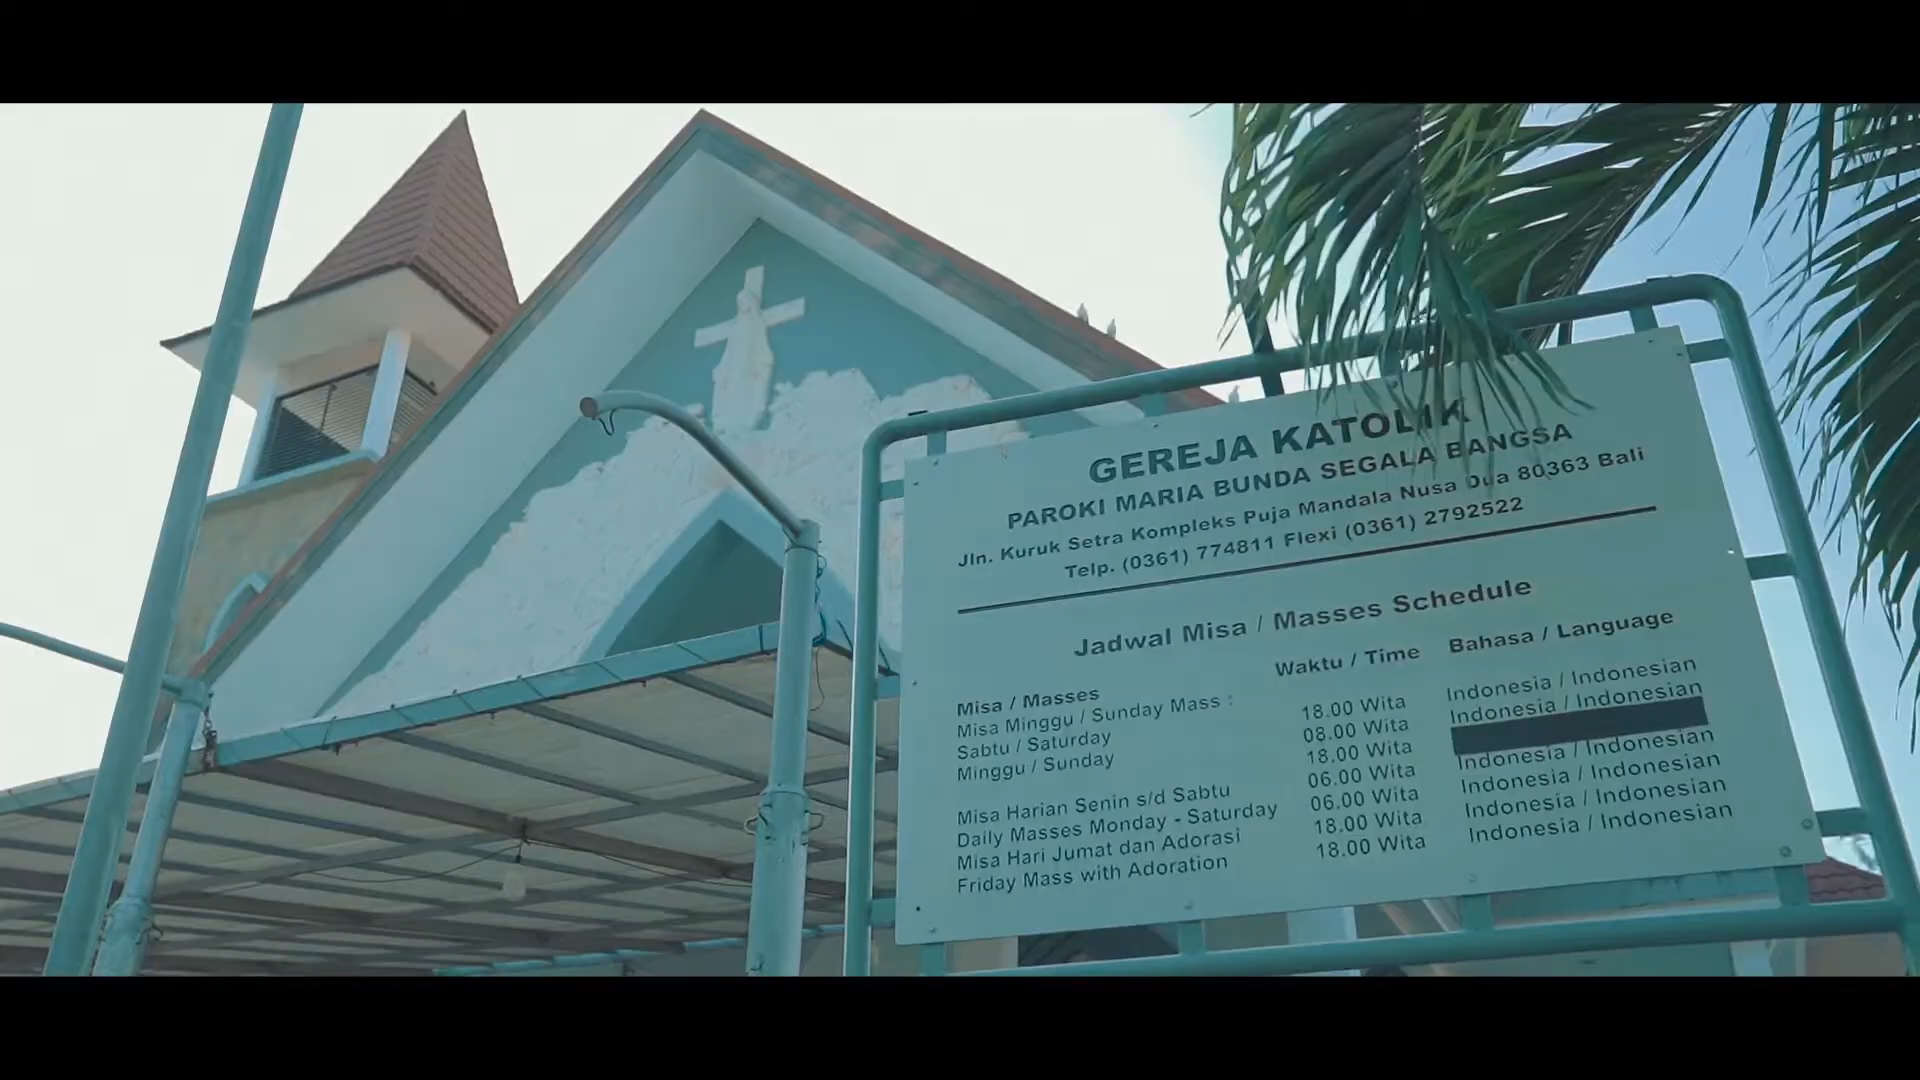 GEREJA KATOLIK
PAROKI MARIA BUNDA SEGALA BANGSA
Jln. Kuruk Setra Kompleks Puja Mandala Nusa Dua 80363 Bali
Telp. (0361) 774811 Flexi (0361) 2792522
Jadwal Misa / Masses Schedule
Misa / Masses Waktu / Time Bahasa / Language
Misa Minggu / Sunday Mass :
Sabtu / Saturday 18.00 Wita Indonesia / Indonesian
Minggu / Sunday 08.00 Wita Indonesia / Indonesian
18.00 Wita
06.00 Wita Indonesia / Indonesian
Misa Harian Senin s/d Sabtu 06.00 Wita Indonesia / Indonesian
Daily Masses Monday - Saturday 18.00 Wita Indonesia / Indonesian
Misa Hari Jumat dan Adorasi 18.00 Wita Indonesia / Indonesian
Friday Mass with Adoration